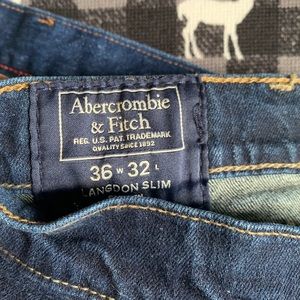 Abercrombie
& Fitch
REG. U.S. PAT. TRADEMARK
QUALITY SINCE 1892
36 W 32 L
LANGDON SLIM